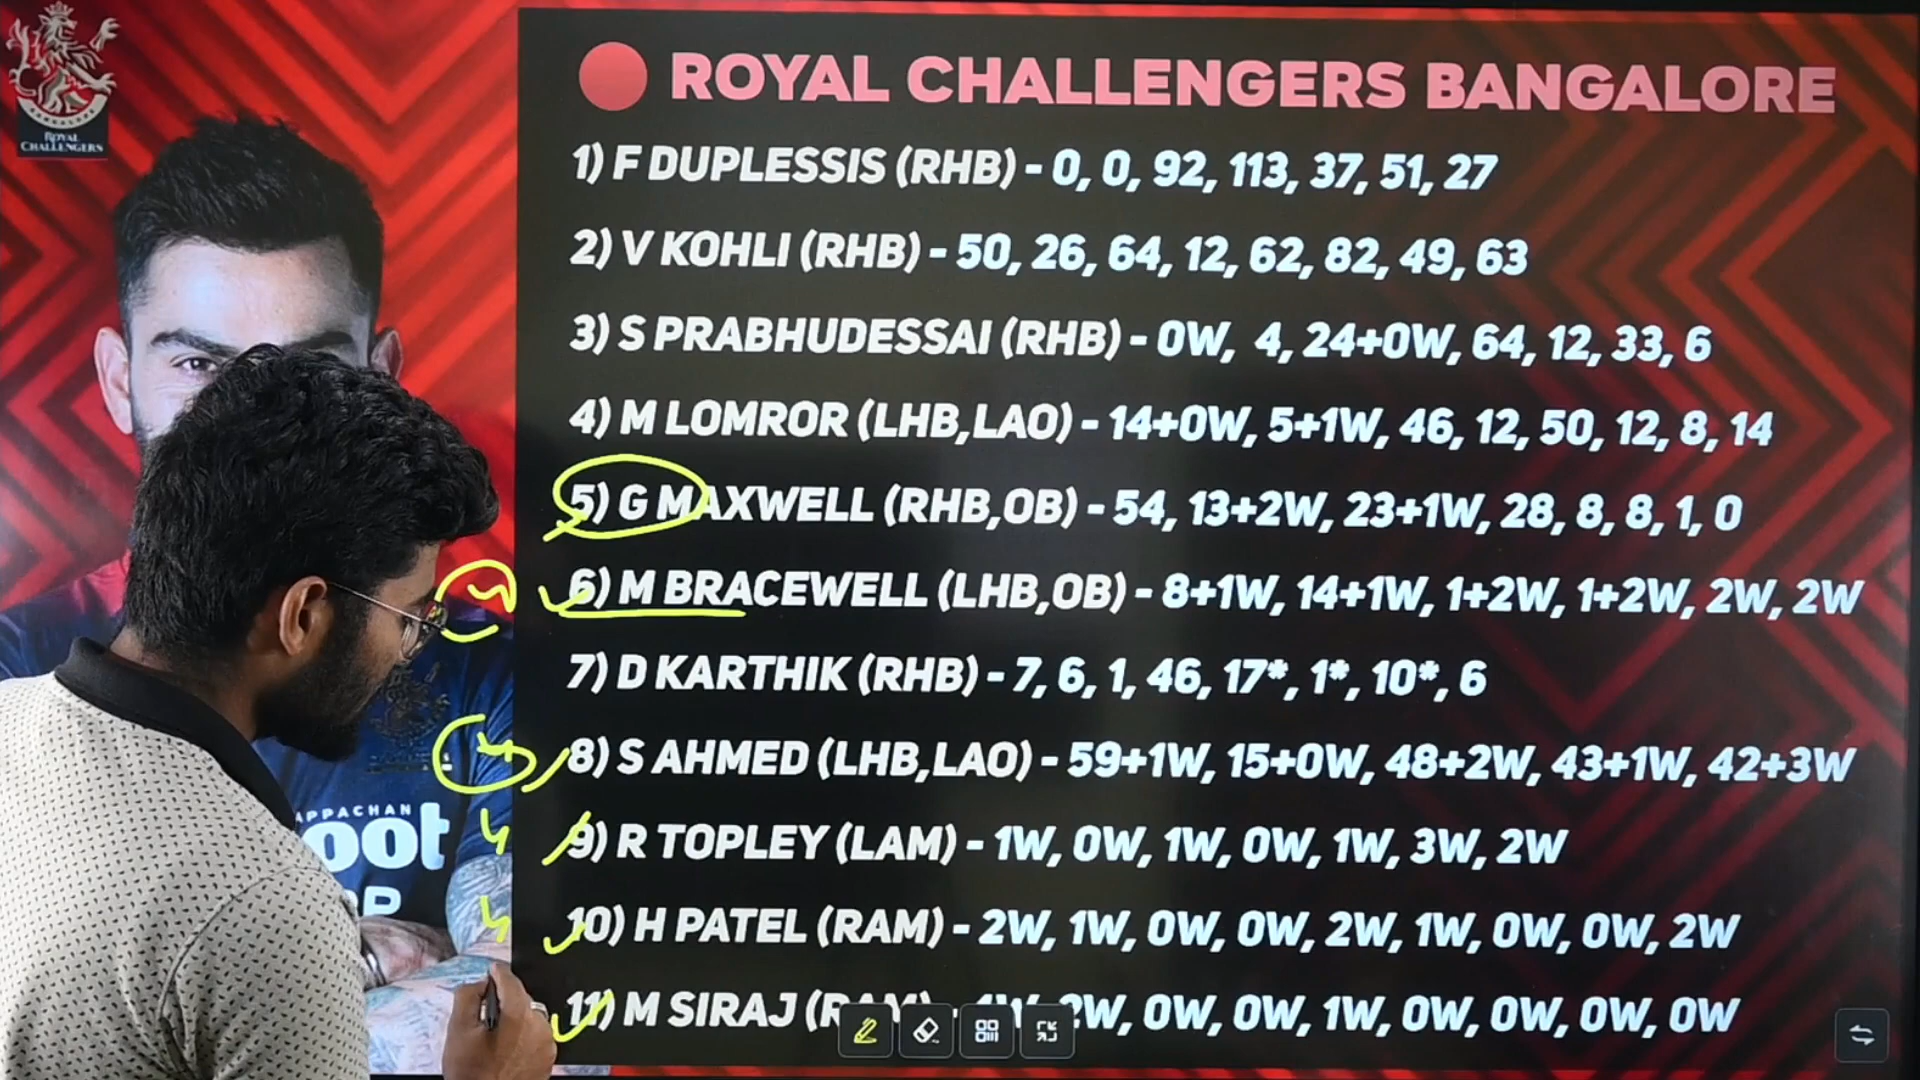 ROYAL CHALLENGERS BANGALORE
BANGALORE
ROYAL
CHALLENGERS
1) F DUPLESSIS (RHB) - 0, 0, 92, 113, 37, 51, 27
2) V KOHLI (RHB) - 50, 26, 64, 12, 62, 82, 49, 63
3) S PRABHUDESSAI (RHB) - 0W, 4, 24+0W, 64, 12, 33, 6
4) M LOMROR (LHB,LAO) - 14+0W, 5+1W, 46, 12, 50, 12, 8, 14
5) G MAXWELL (RHB,OB) - 54, 13+2W, 23+1W, 28, 8, 8, 1, 0
6) M BRACEWELL (LHB,OB) - 8+1W, 14+1W, 1+2W, 1+2W, 2W, 2W
7) D KARTHIK (RHB) - 7, 6, 1, 46, 17*, 1*, 10*, 6
4
8) S AHMED (LHB,LAO) - 59+1W, 15+0W, 48+2W, 43+1W, 42+3W
APPACHAN
oot
4
9) R TOPLEY (LAM) - 1W, 0W, 1W, 0W, 1W, 3W, 2W
4
10) H PATEL (RAM) - 2W, 1W, 0W, 0W, 2W, 1W, 0W, 0W, 2W
11) M SIRAJ (RAM) - 2W, 0W, 0W, 1W, 0W, 0W, 0W, 0W